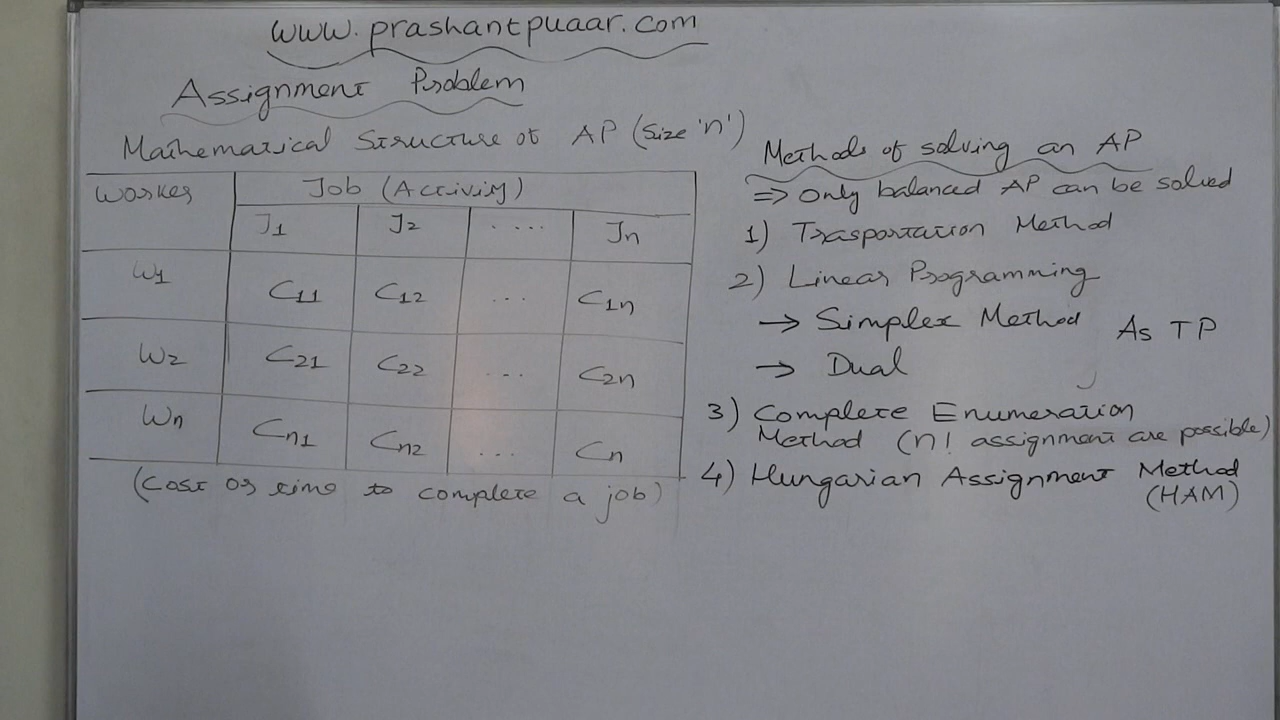 www.prashantpuaar.com
Assignment Problem
Mathematical Structure of AP (Size 'n')
Worker Job (Activity)
J1 J2 .... Jn
W1 C11 C12 ... C1n
W2 C21 C22 ... C2n
Wn Cn1 Cn2 ... Cn
(Cost or time to complete a job)
Methods of solving an AP
⇒ Only balanced AP can be solved
1) Trasportation Method
2) Linear Programming
→ Simplex Method As TP
→ Dual
3) Complete Enumeration
Method (n! assignment are possible)
4) Hungarian Assignment Method
(HAM)